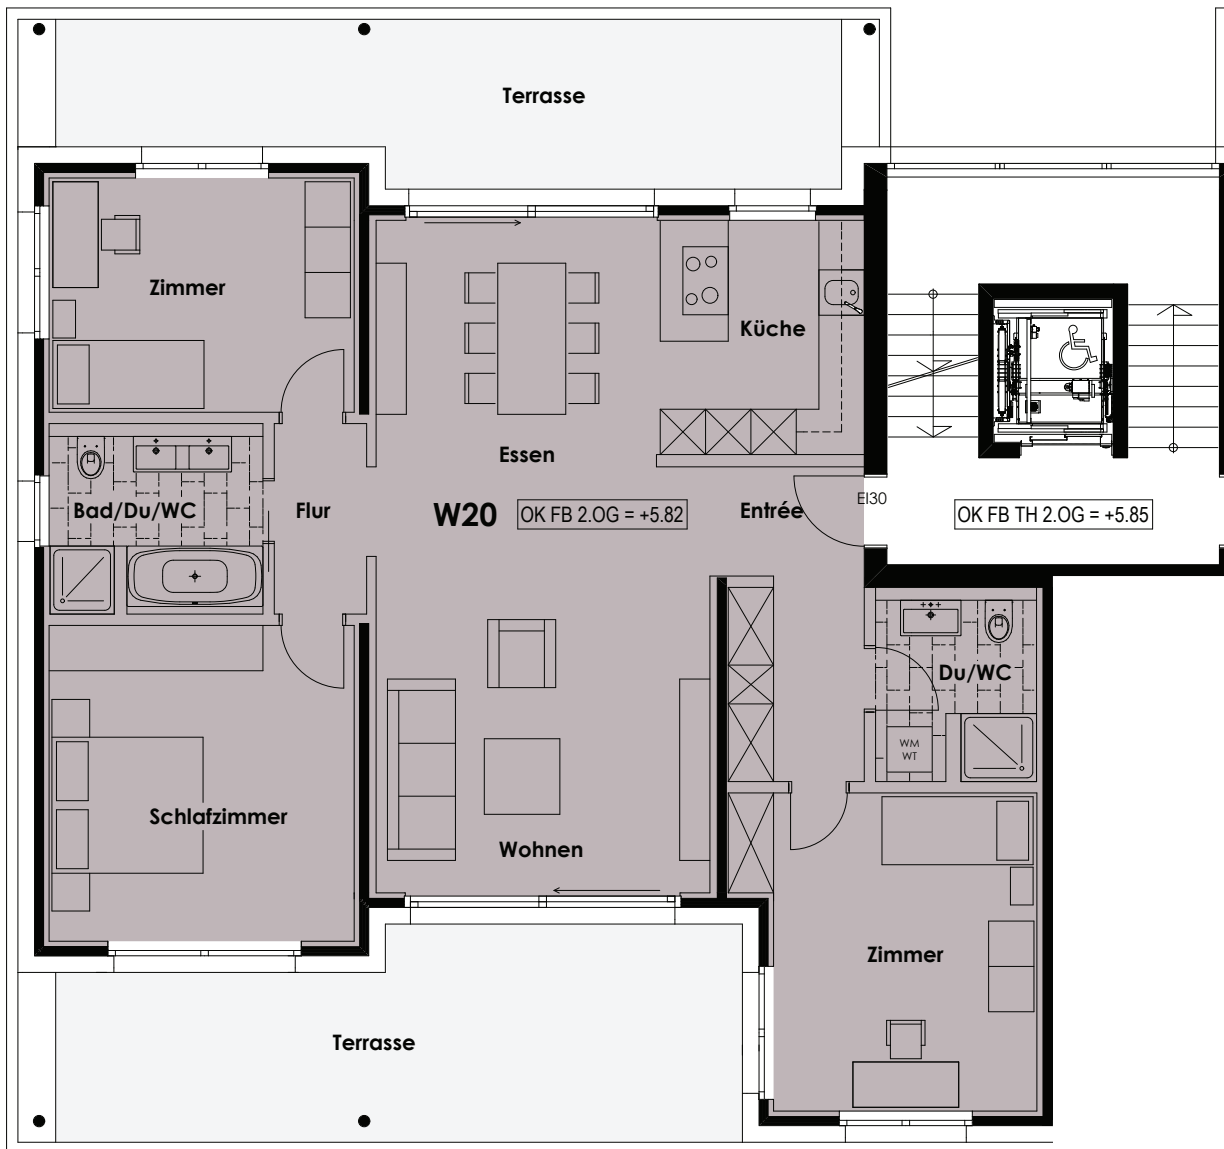 Terrasse
Zimmer
Küche
Essen
Bad/Du/WC
Flur
W20
OK FB 2.OG = +5.82
Entrée
EI30
OK FB TH 2.OG = +5.85
Du/WC
WM
WT
Schlafzimmer
Wohnen
Zimmer
Terrasse